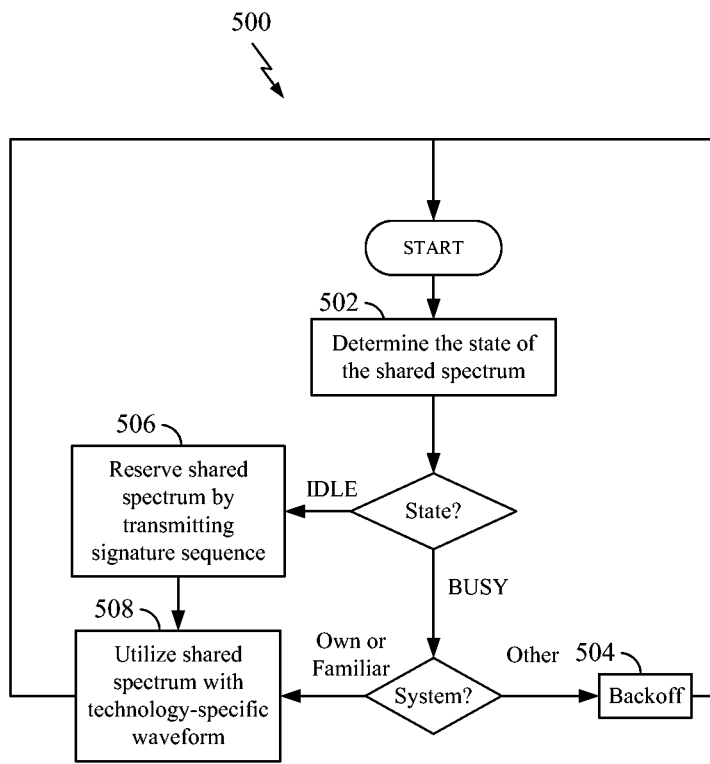 500
START
502
Determine the state of
the shared spectrum
506
Reserve shared
spectrum by
transmitting
signature sequence
IDLE
State?
BUSY
508
Utilize shared
spectrum with
technology-specific
waveform
Own or
Familiar
System?
Other
504
Backoff